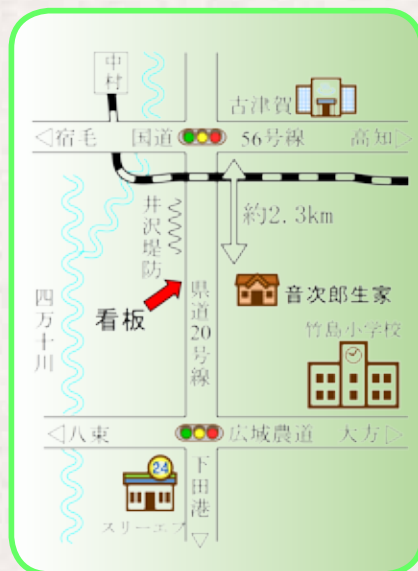 中村
古津賀
◁宿毛 国道 56号線 高知▷
井沢堤防
約2.3km
四万十川
看板
県道20号線
音次郎生家
竹島小学校
◁八束 広域農道 大方▷
24
下田港
スリーエフ